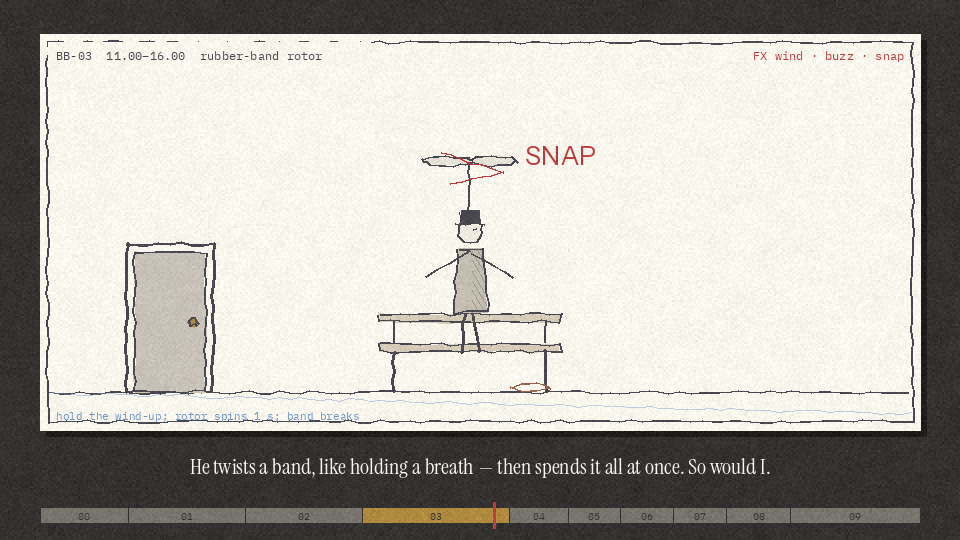 BB-03 11.00–16.00 rubber-band rotor
FX wind · buzz · snap
SNAP
hold the wind-up; rotor spins 1 s; band breaks
He twists a band, like holding a breath — then spends it all at once. So would I.
00 01 02 03 04 05 06 07 08 09